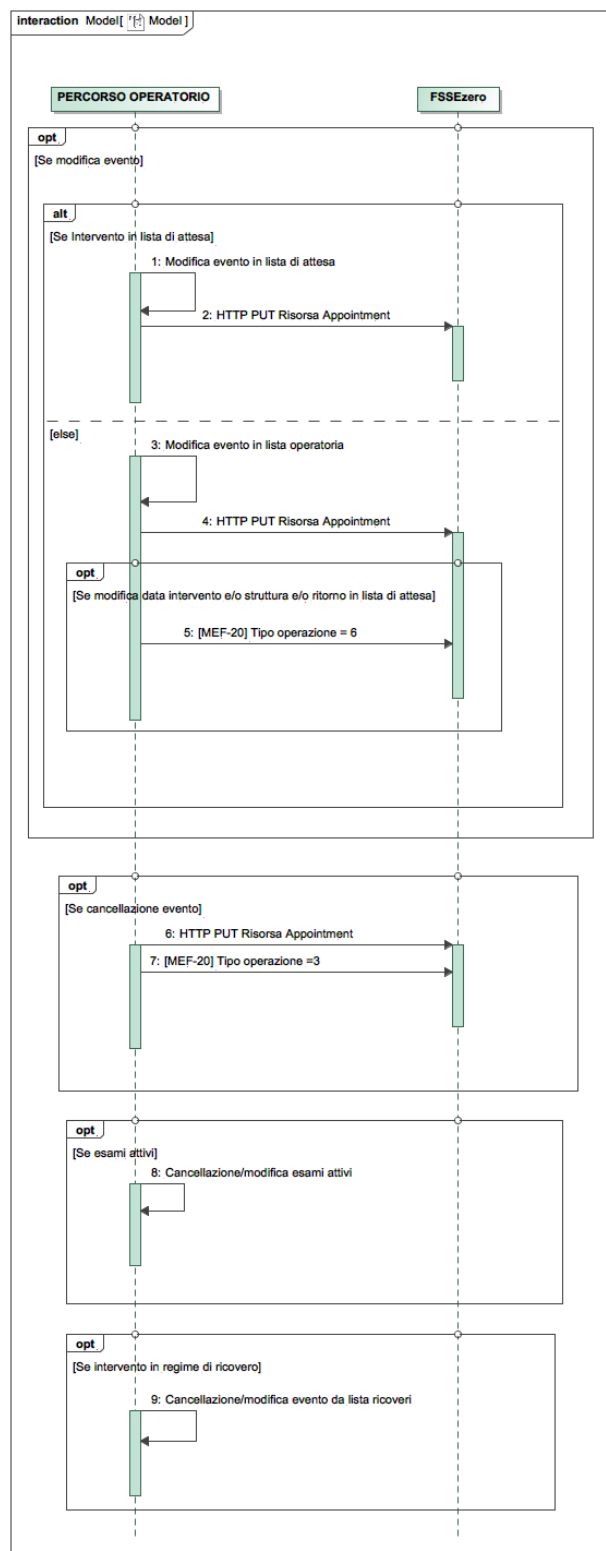 interaction Model[ Model ]
PERCORSO OPERATORIO
FSSEzero
opt
[Se modifica evento]
alt
[Se Intervento in lista di attesa]
1: Modifica evento in lista di attesa
2: HTTP PUT Risorsa Appointment
[else]
3: Modifica evento in lista operatoria
4: HTTP PUT Risorsa Appointment
opt
[Se modifica data intervento e/o struttura e/o ritorno in lista di attesa]
5: [MEF-20] Tipo operazione = 6
opt
[Se cancellazione evento]
6: HTTP PUT Risorsa Appointment
7: [MEF-20] Tipo operazione =3
opt
[Se esami attivi]
8: Cancellazione/modifica esami attivi
opt
[Se intervento in regime di ricovero]
9: Cancellazione/modifica evento da lista ricoveri